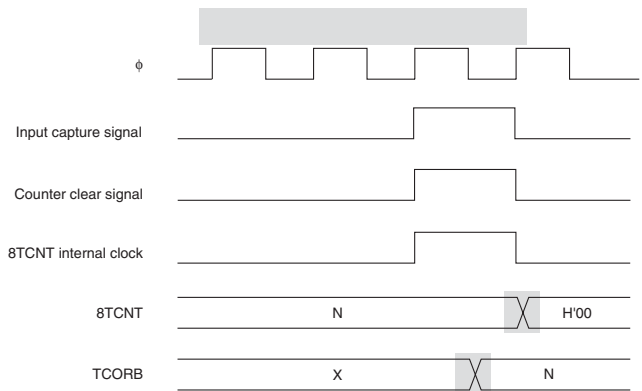 φ
Input capture signal
Counter clear signal
8TCNT internal clock
8TCNT N H'00
TCORB X N